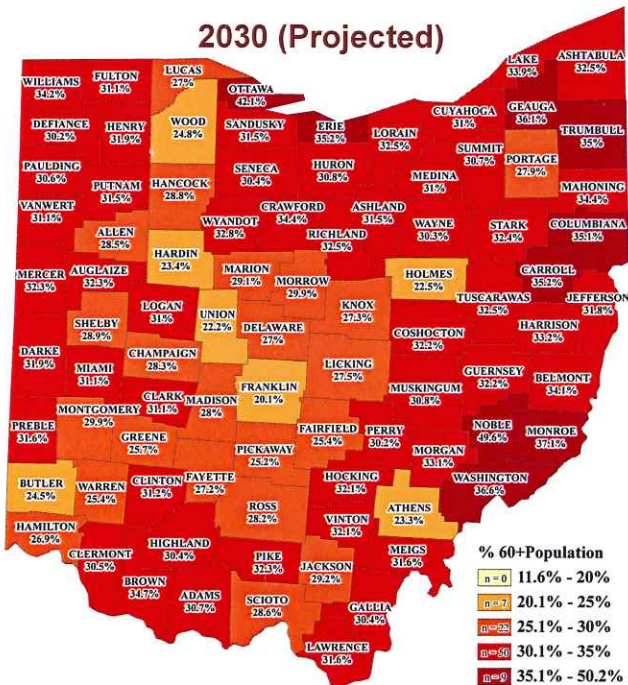 2030 (Projected)
WILLIAMS
34.2%
FULTON
31.1%
LUCAS
27%
OTTAWA
42.1%
LAKE
33.9%
ASHTABULA
32.5%
DEFIANCE
30.2%
HENRY
31.9%
WOOD
24.8%
SANDUSKY
31.5%
ERIE
35.2%
LORAIN
32.5%
CUYAHOGA
31%
GEAUGA
36.1%
TRUMBULL
35%
PAULDING
30.6%
PUTNAM
31.5%
HANCOCK
28.8%
SENECA
30.4%
HURON
30.8%
MEDINA
31%
SUMMIT
30.7%
PORTAGE
27.9%
MAHONING
34.4%
VANWERT
31.1%
ALLEN
28.5%
WYANDOT
32.8%
CRAWFORD
34.4%
RICHLAND
32.5%
ASHLAND
31.5%
WAYNE
30.3%
STARK
32.4%
COLUMBIANA
35.1%
HARDIN
23.4%
MERCER
32.3%
AUGLAIZE
32.3%
MARION
29.1%
MORROW
29.9%
HOLMES
22.5%
CARROLL
35.2%
TUSCARAWAS
32.5%
JEFFERSON
31.8%
LOGAN
31%
UNION
22.2%
KNOX
27.3%
SHELBY
28.9%
DELAWARE
27%
COSHOCTON
32.2%
HARRISON
33.2%
DARKE
31.9%
MIAMI
31.1%
CHAMPAIGN
28.3%
LICKING
27.5%
GUERNSEY
32.2%
BELMONT
34.1%
CLARK
31.1%
MADISON
28%
FRANKLIN
20.1%
MUSKINGUM
30.8%
PREBLE
31.6%
MONTGOMERY
29.9%
GREENE
25.7%
FAIRFIELD
25.4%
PERRY
30.2%
NOBLE
49.6%
MONROE
37.1%
PICKAWAY
25.2%
MORGAN
33.1%
BUTLER
24.5%
WARREN
25.4%
CLINTON
31.2%
FAYETTE
27.2%
HOCKING
32.1%
WASHINGTON
36.6%
ROSS
28.2%
ATHENS
23.3%
HAMILTON
26.9%
CLERMONT
30.5%
HIGHLAND
30.4%
VINTON
32.1%
MEIGS
31.6%
BROWN
34.7%
ADAMS
30.7%
PIKE
32.3%
JACKSON
29.2%
SCIOTO
28.6%
GALLIA
30.4%
LAWRENCE
31.6%
% 60+Population
n = 0 11.6% - 20%
n = 7 20.1% - 25%
n = 22 25.1% - 30%
n = 50 30.1% - 35%
n = 9 35.1% - 50.2%